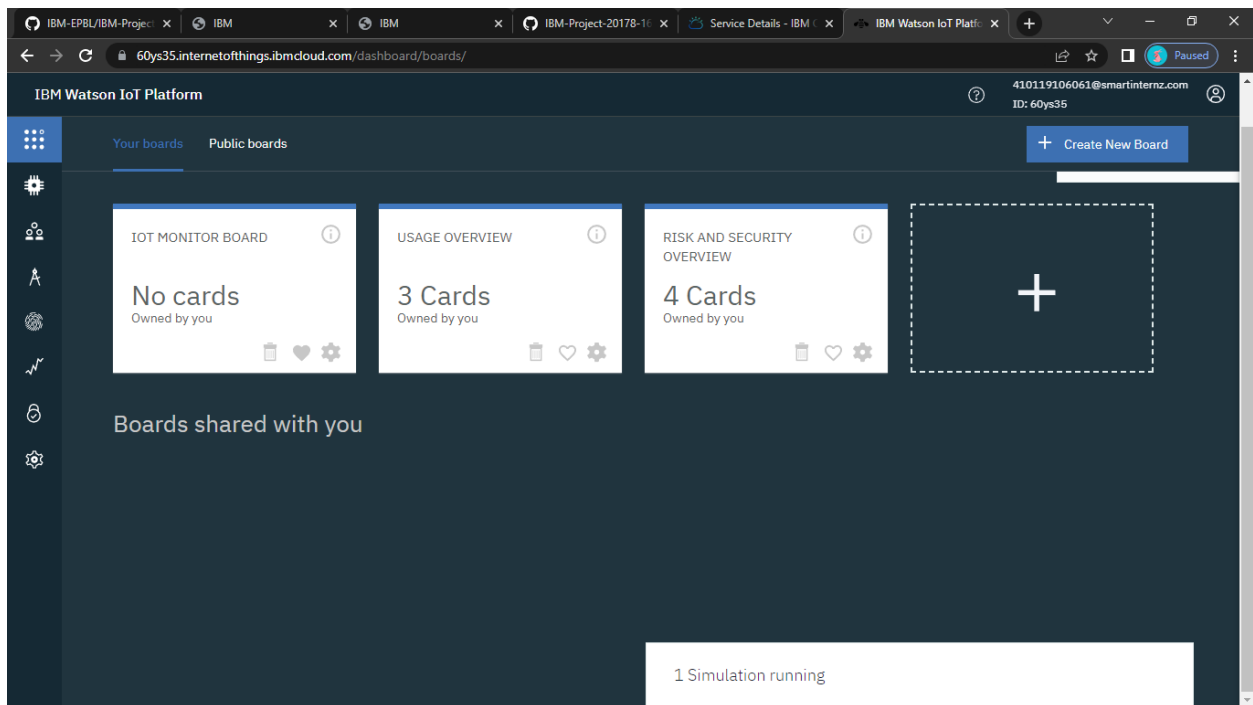 IBM-EPBL/IBM-Project
IBM
IBM
IBM-Project-20178-16
Service Details - IBM C
IBM Watson IoT Platfo
60ys35.internetofthings.ibmcloud.com/dashboard/boards/
Paused
IBM Watson IoT Platform
410119106061@smartinternz.com
ID: 60ys35
Your boards
Public boards
Create New Board
IOT MONITOR BOARD
No cards
Owned by you
USAGE OVERVIEW
3 Cards
Owned by you
RISK AND SECURITY
OVERVIEW
4 Cards
Owned by you
Boards shared with you
1 Simulation running